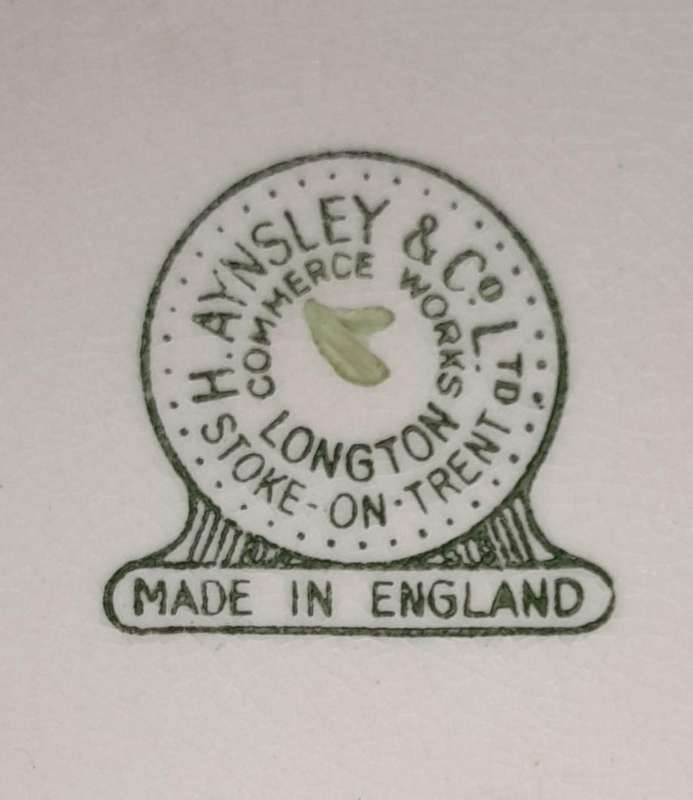 H. AYNSLEY & Co. LTD
COMMERCE WORKS
LONGTON
STOKE-ON-TRENT
MADE IN ENGLAND